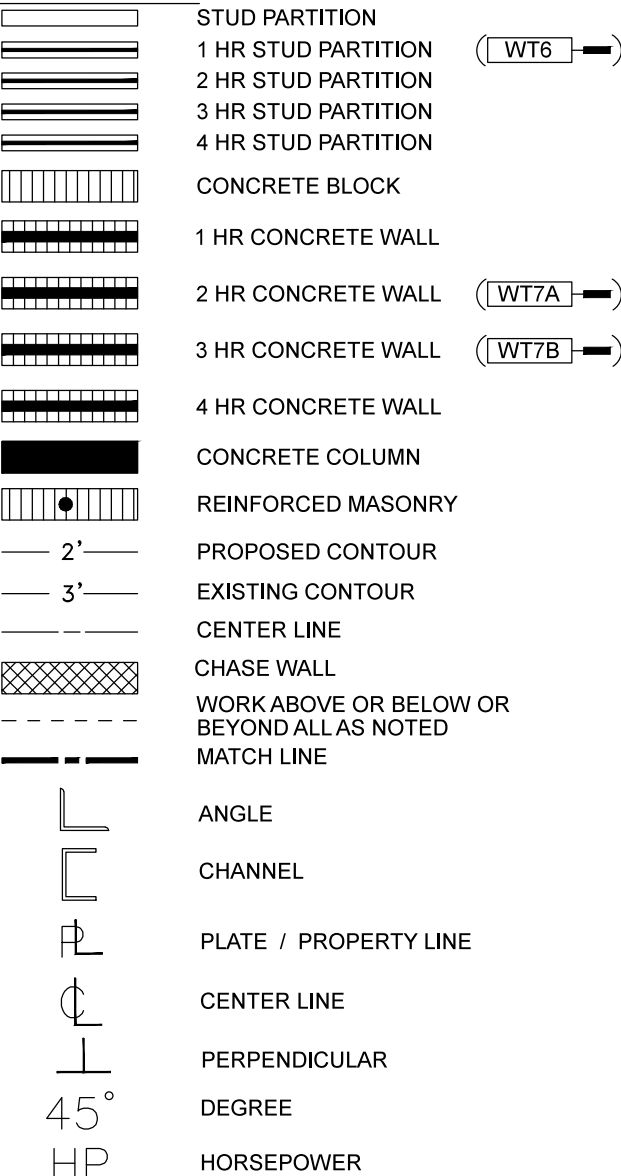 STUD PARTITION
1 HR STUD PARTITION (WT6)
2 HR STUD PARTITION
3 HR STUD PARTITION
4 HR STUD PARTITION
CONCRETE BLOCK
1 HR CONCRETE WALL
2 HR CONCRETE WALL (WT7A)
3 HR CONCRETE WALL (WT7B)
4 HR CONCRETE WALL
CONCRETE COLUMN
REINFORCED MASONRY
2' PROPOSED CONTOUR
3' EXISTING CONTOUR
CENTER LINE
CHASE WALL
WORK ABOVE OR BELOW OR
BEYOND ALL AS NOTED
MATCH LINE
ANGLE
CHANNEL
PL PLATE / PROPERTY LINE
CL CENTER LINE
PERPENDICULAR
45° DEGREE
HP HORSEPOWER